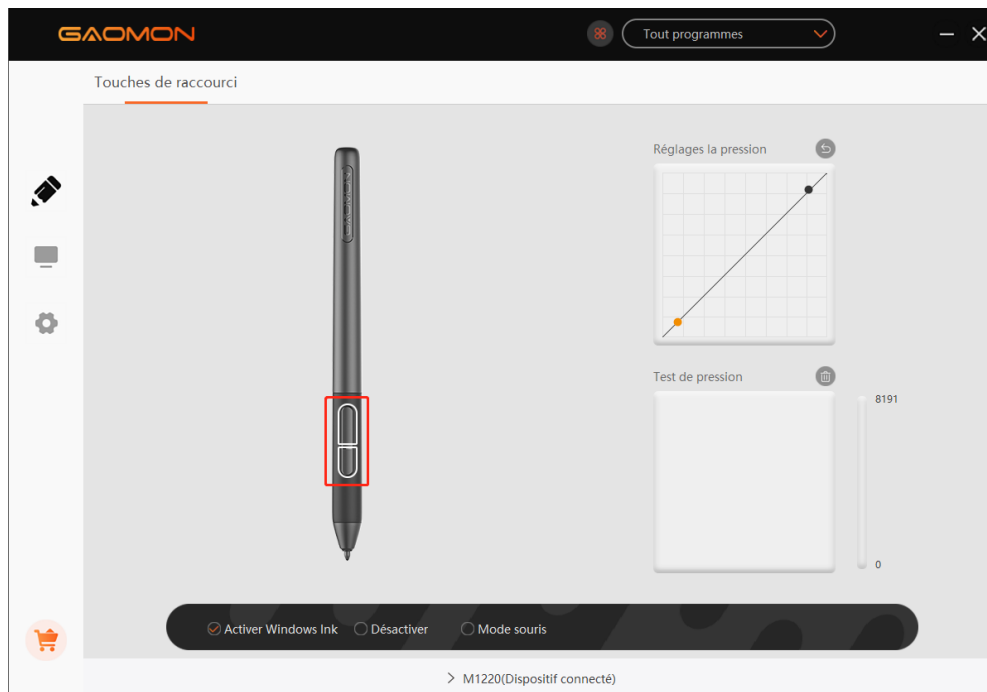 GAOMON
Tout programmes
Touches de raccourci
Réglages la pression
GAOMON
Test de pression
8191
0
Activer Windows Ink
Désactiver
Mode souris
M1220(Dispositif connecté)